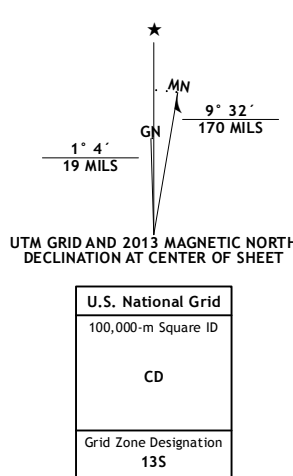 ★
MN
GN
9° 32´
170 MILS
1° 4´
19 MILS
UTM GRID AND 2013 MAGNETIC NORTH
DECLINATION AT CENTER OF SHEET
U.S. National Grid
100,000-m Square ID
CD
Grid Zone Designation
13S